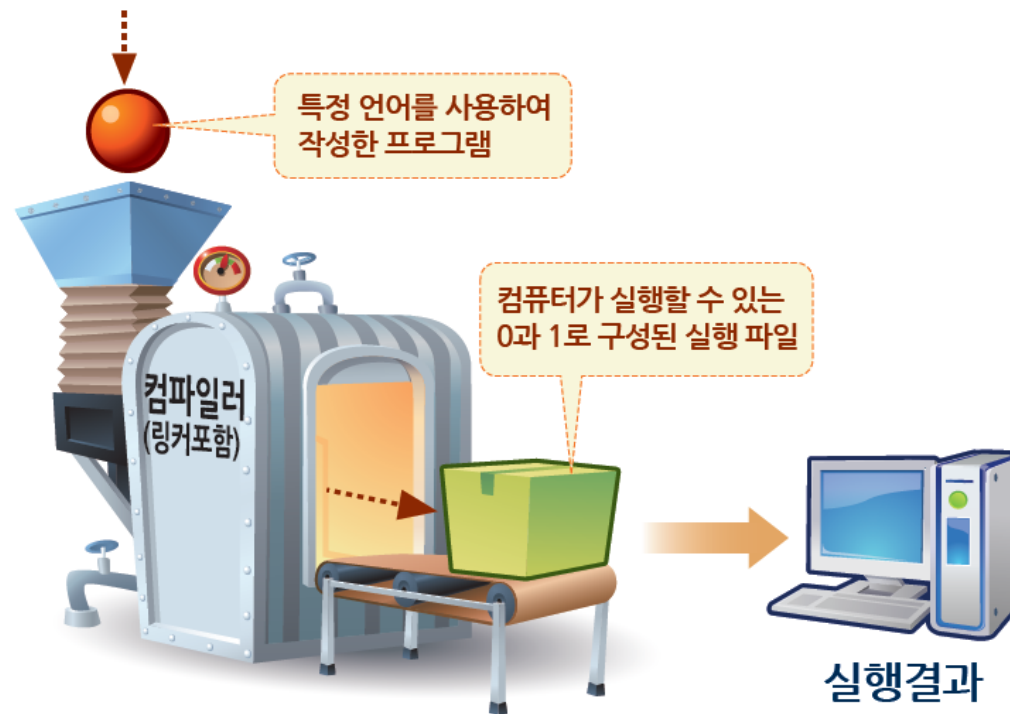 특정 언어를 사용하여
작성한 프로그램
컴퓨터가 실행할 수 있는
0과 1로 구성된 실행 파일
컴파일러
(링커포함)
실행결과